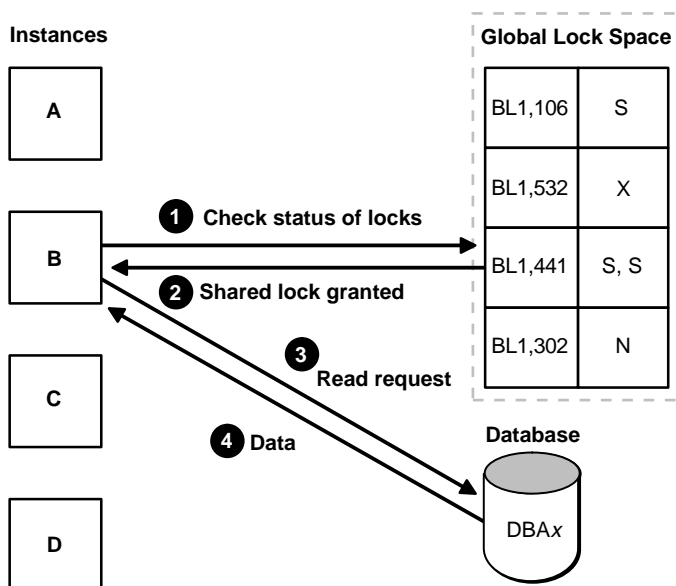 Instances
Global Lock Space
A
BL1,106 S
BL1,532 X
1 Check status of locks
B
BL1,441 S, S
2 Shared lock granted
BL1,302 N
3
Read request
C
4 Data
Database
DBAx
D